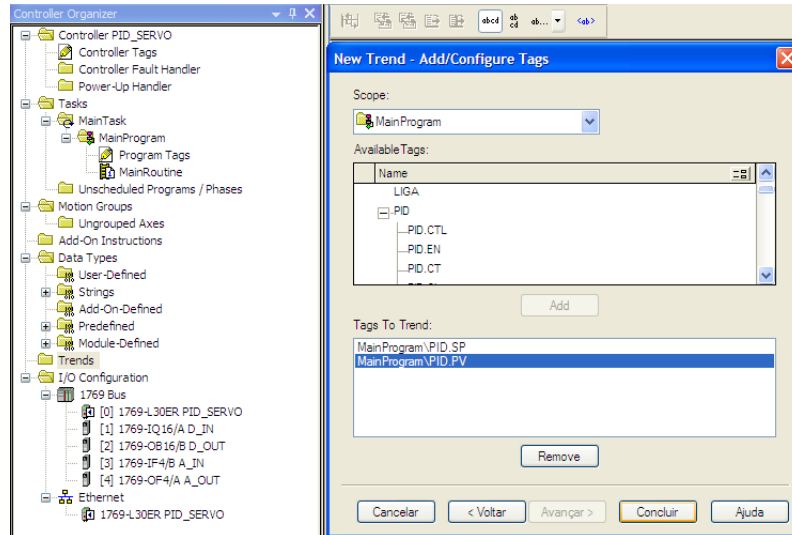 Controller Organizer
Controller PID_SERVO
Controller Tags
Controller Fault Handler
Power-Up Handler
Tasks
MainTask
MainProgram
Program Tags
MainRoutine
Unscheduled Programs / Phases
Motion Groups
Ungrouped Axes
Add-On Instructions
Data Types
User-Defined
Strings
Add-On-Defined
Predefined
Module-Defined
Trends
I/O Configuration
1769 Bus
[0] 1769-L30ER PID_SERVO
[1] 1769-IQ16/A D_IN
[2] 1769-OB16/B D_OUT
[3] 1769-IF4/B A_IN
[4] 1769-OF4/A A_OUT
Ethernet
1769-L30ER PID_SERVO
abcd ab cd ab... <ab>
New Trend - Add/Configure Tags
Scope:
MainProgram
Available Tags:
Name
LIGA
PID
PID.CTL
PID.EN
PID.CT
Add
Tags To Trend:
MainProgram\PID.SP
MainProgram\PID.PV
Remove
Cancelar < Voltar Avançar > Concluir Ajuda